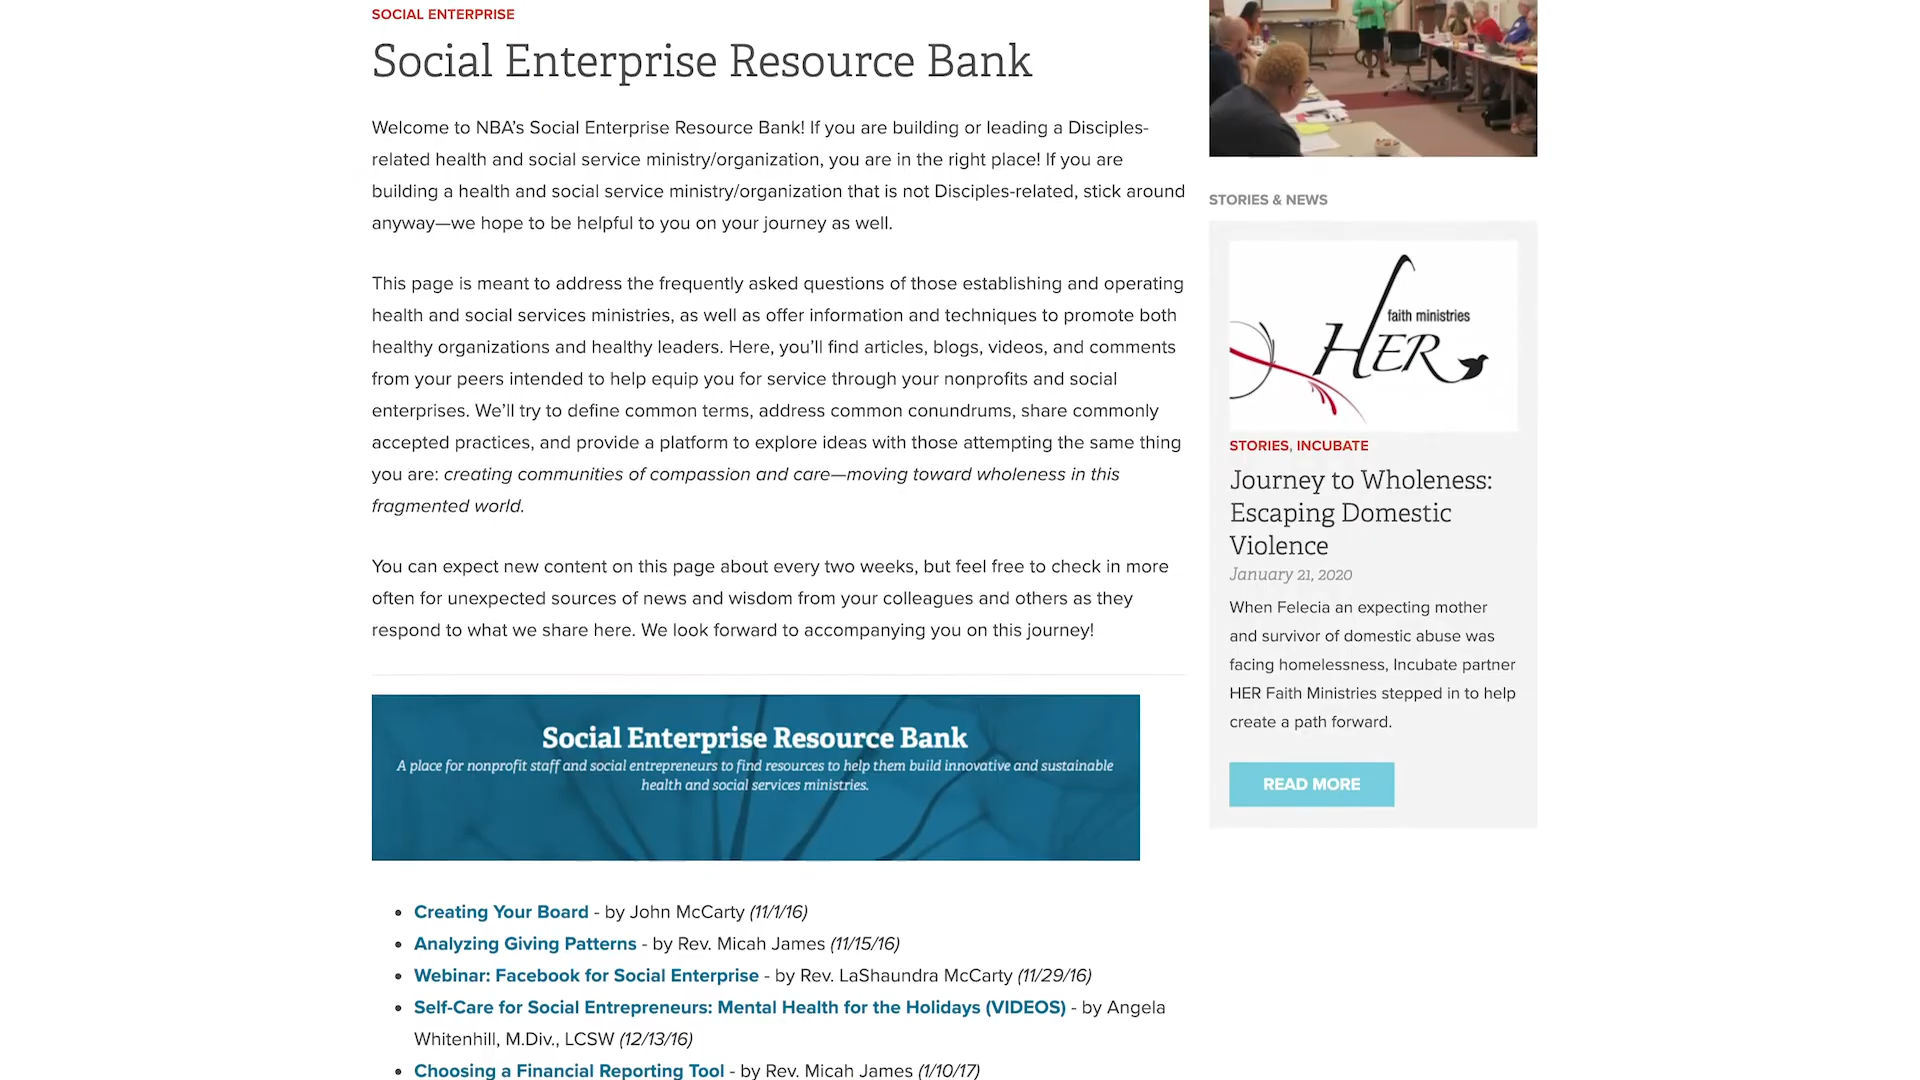 SOCIAL ENTERPRISE
Social Enterprise Resource Bank
Welcome to NBA's Social Enterprise Resource Bank! If you are building or leading a Disciples-
related health and social service ministry/organization, you are in the right place! If you are
building a health and social service ministry/organization that is not Disciples-related, stick around
anyway—we hope to be helpful to you on your journey as well.
This page is meant to address the frequently asked questions of those establishing and operating
health and social services ministries, as well as offer information and techniques to promote both
healthy organizations and healthy leaders. Here, you'll find articles, blogs, videos, and comments
from your peers intended to help equip you for service through your nonprofits and social
enterprises. We'll try to define common terms, address common conundrums, share commonly
accepted practices, and provide a platform to explore ideas with those attempting the same thing
you are: creating communities of compassion and care—moving toward wholeness in this
fragmented world.
You can expect new content on this page about every two weeks, but feel free to check in more
often for unexpected sources of news and wisdom from your colleagues and others as they
respond to what we share here. We look forward to accompanying you on this journey!
Social Enterprise Resource Bank
A place for nonprofit staff and social entrepreneurs to find resources to help them build innovative and sustainable
health and social services ministries.
• Creating Your Board - by John McCarty (11/1/16)
• Analyzing Giving Patterns - by Rev. Micah James (11/15/16)
• Webinar: Facebook for Social Enterprise - by Rev. LaShaundra McCarty (11/29/16)
• Self-Care for Social Entrepreneurs: Mental Health for the Holidays (VIDEOS) - by Angela
Whitenhill, M.Div., LCSW (12/13/16)
• Choosing a Financial Reporting Tool - by Rev. Micah James (1/10/17)
STORIES & NEWS
faith ministries
HER
STORIES, INCUBATE
Journey to Wholeness:
Escaping Domestic
Violence
January 21, 2020
When Felecia an expecting mother
and survivor of domestic abuse was
facing homelessness, Incubate partner
HER Faith Ministries stepped in to help
create a path forward.
READ MORE